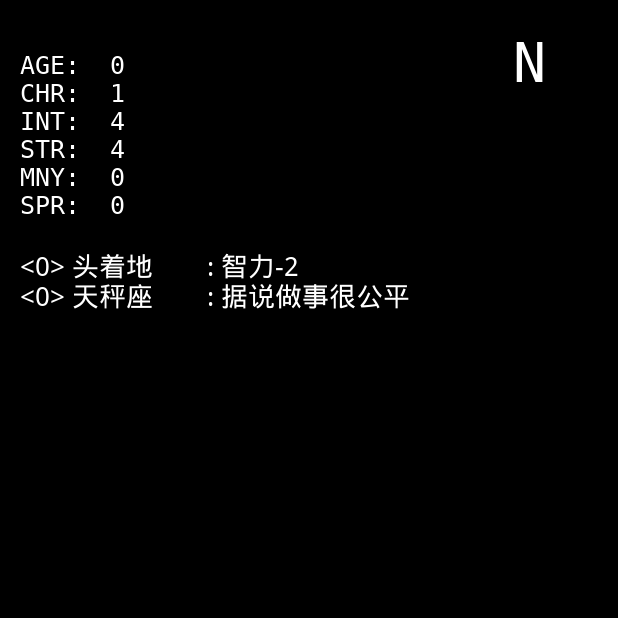 N
AGE: 0
CHR: 1
INT: 4
STR: 4
MNY: 0
SPR: 0
<O> 头着地 : 智力-2
<O> 天秤座 : 据说做事很公平